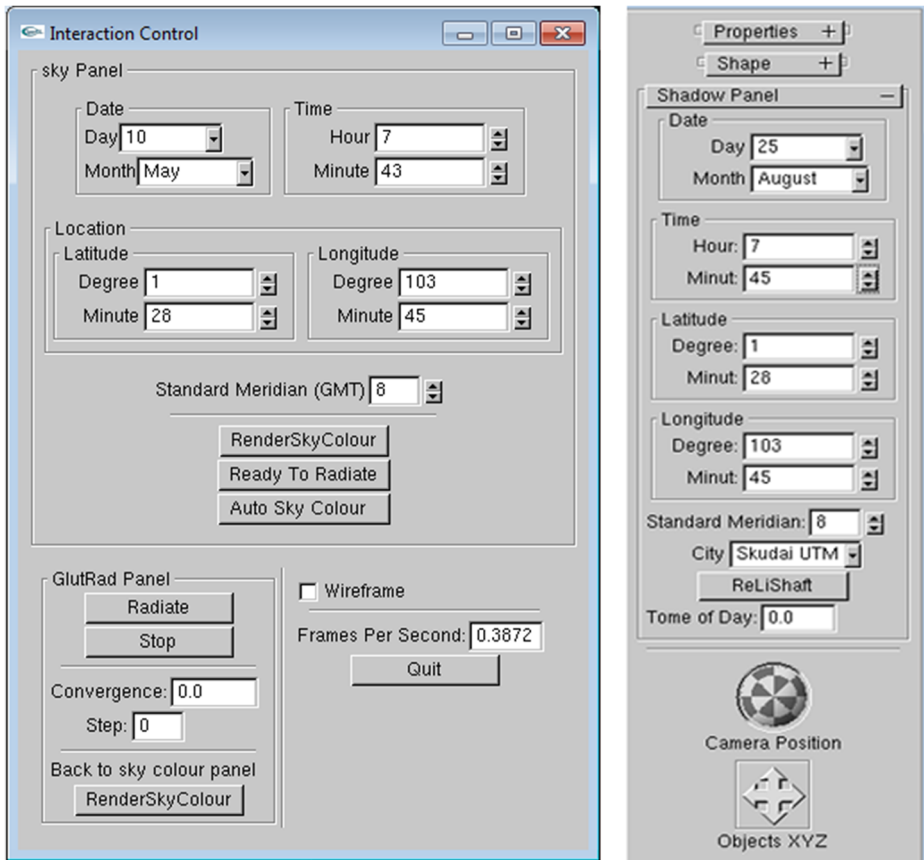 Interaction Control
sky Panel
Date
Day 10
Month May
Time
Hour 7
Minute 43
Location
Latitude
Degree 1
Minute 28
Longitude
Degree 103
Minute 45
Standard Meridian (GMT) 8
RenderSkyColour
Ready To Radiate
Auto Sky Colour
GlutRad Panel
Radiate
Stop
Convergence: 0.0
Step: 0
Back to sky colour panel
RenderSkyColour
Wireframe
Frames Per Second: 0.3872
Quit
Properties +
Shape +
Shadow Panel −
Date
Day 25
Month August
Time
Hour: 7
Minut: 45
Latitude
Degree: 1
Minut: 28
Longitude
Degree: 103
Minut: 45
Standard Meridian: 8
City Skudai UTM
ReLiShaft
Tome of Day: 0.0
Camera Position
Objects XYZ